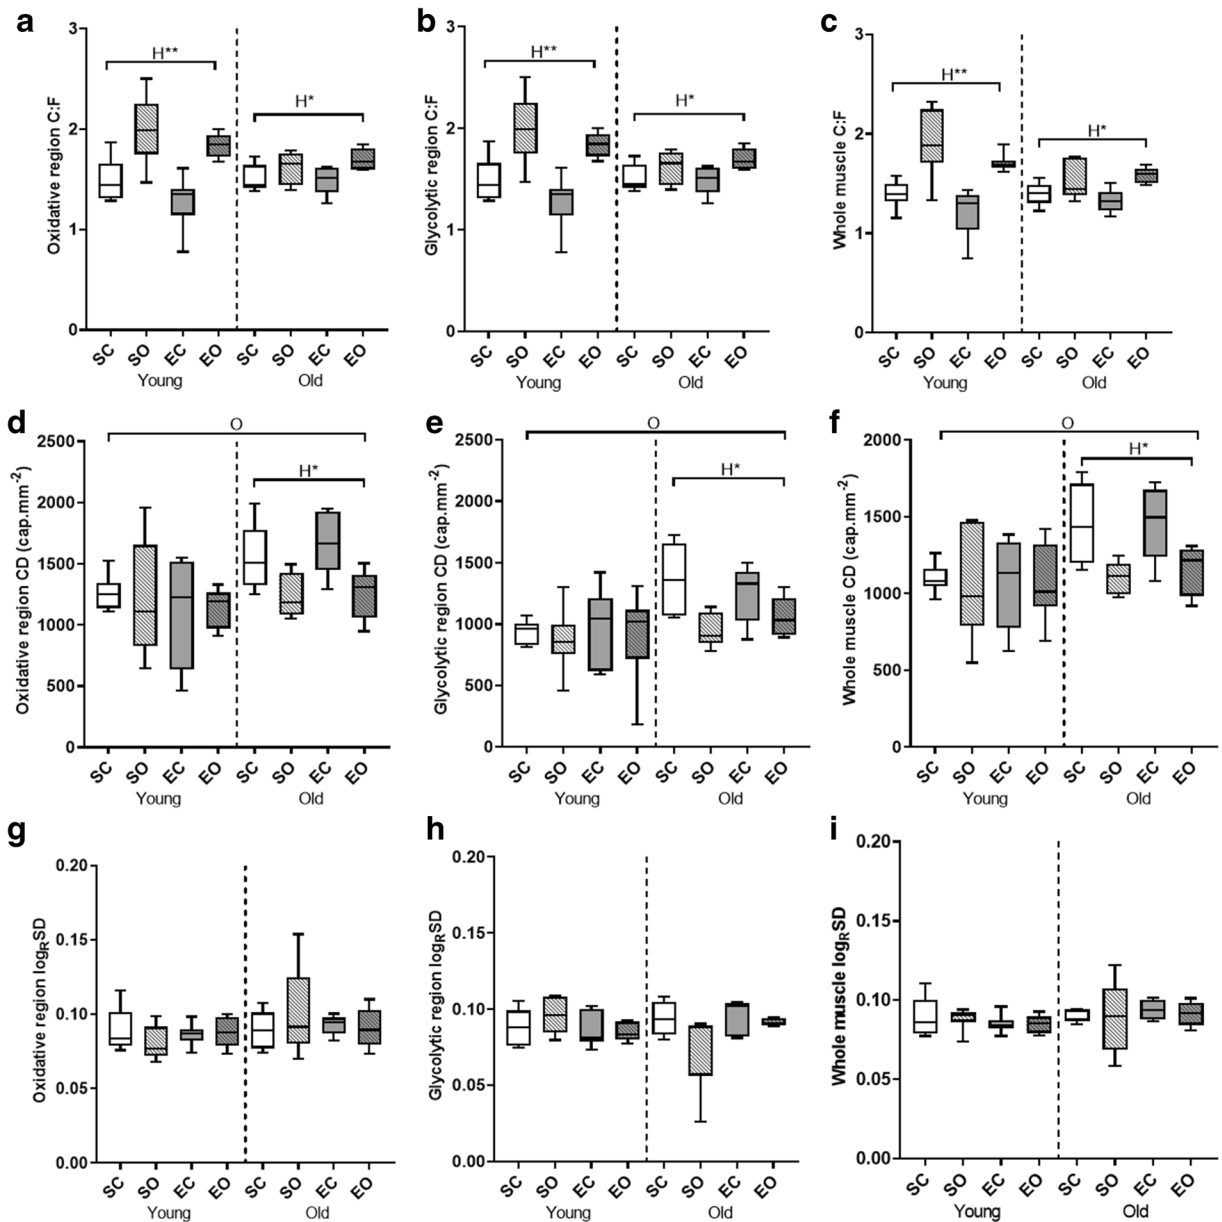 a
Oxidative region C:F
3
2
1
0
H**
H*
SC SO EC EO SC SO EC EO
Young Old
b
Glycolytic region C:F
3
2
1
0
H**
H*
SC SO EC EO SC SO EC EO
Young Old
c
Whole muscle C:F
3
2
1
0
H**
H*
SC SO EC EO SC SO EC EO
Young Old
d
Oxidative region CD (cap.mm⁻²)
2500
2000
1500
1000
500
0
O
H*
SC SO EC EO SC SO EC EO
Young Old
e
Glycolytic region CD (cap.mm⁻²)
2500
2000
1500
1000
500
0
O
H*
SC SO EC EO SC SO EC EO
Young Old
f
Whole muscle CD (cap.mm⁻²)
2000
1500
1000
500
0
O
H*
SC SO EC EO SC SO EC EO
Young Old
g
Oxidative region logRSD
0.20
0.15
0.10
0.05
0.00
SC SO EC EO SC SO EC EO
Young Old
h
Glycolytic region logRSD
0.20
0.15
0.10
0.05
0.00
SC SO EC EO SC SO EC EO
Young Old
i
Whole muscle logRSD
0.20
0.15
0.10
0.05
0.00
SC SO EC EO SC SO EC EO
Young Old